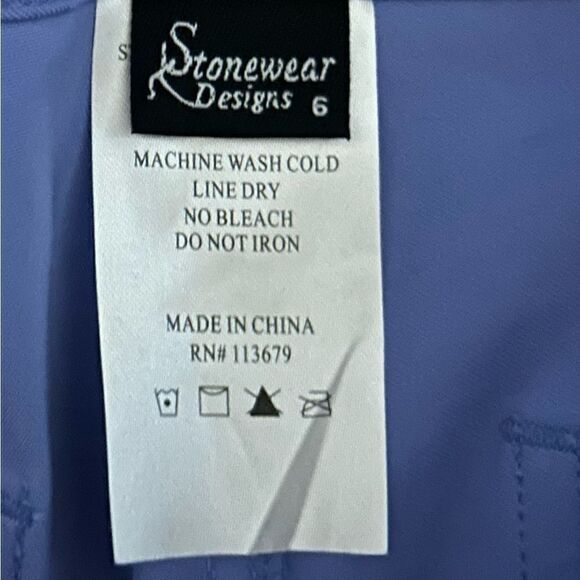 Stonewear
Designs 6
MACHINE WASH COLD
LINE DRY
NO BLEACH
DO NOT IRON
MADE IN CHINA
RN# 113679